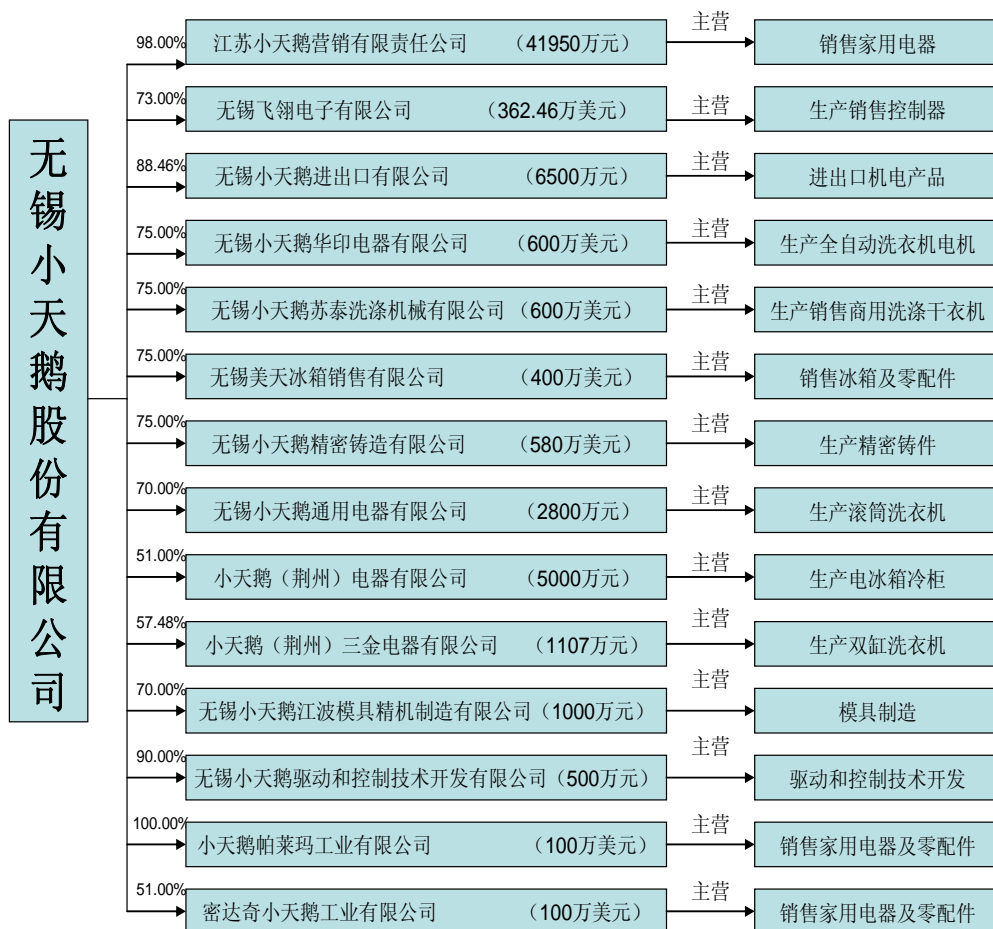 无锡小天鹅股份有限公司
98.00% 江苏小天鹅营销有限责任公司 （41950万元） 主营 销售家用电器
73.00% 无锡飞翎电子有限公司 （362.46万美元） 主营 生产销售控制器
88.46% 无锡小天鹅进出口有限公司 （6500万元） 主营 进出口机电产品
75.00% 无锡小天鹅华印电器有限公司 （600万美元） 主营 生产全自动洗衣机电机
75.00% 无锡小天鹅苏泰洗涤机械有限公司 （600万美元） 主营 生产销售商用洗涤干衣机
75.00% 无锡美天冰箱销售有限公司 （400万美元） 主营 销售冰箱及零配件
75.00% 无锡小天鹅精密铸造有限公司 （580万美元） 主营 生产精密铸件
70.00% 无锡小天鹅通用电器有限公司 （2800万元） 主营 生产滚筒洗衣机
51.00% 小天鹅（荆州）电器有限公司 （5000万元） 主营 生产电冰箱冷柜
57.48% 小天鹅（荆州）三金电器有限公司 （1107万元） 主营 生产双缸洗衣机
70.00% 无锡小天鹅江波模具精机制造有限公司 （1000万元） 主营 模具制造
90.00% 无锡小天鹅驱动和控制技术开发有限公司 （500万元） 主营 驱动和控制技术开发
100.00% 小天鹅帕莱玛工业有限公司 （100万美元） 主营 销售家用电器及零配件
51.00% 密达奇小天鹅工业有限公司 （100万美元） 主营 销售家用电器及零配件